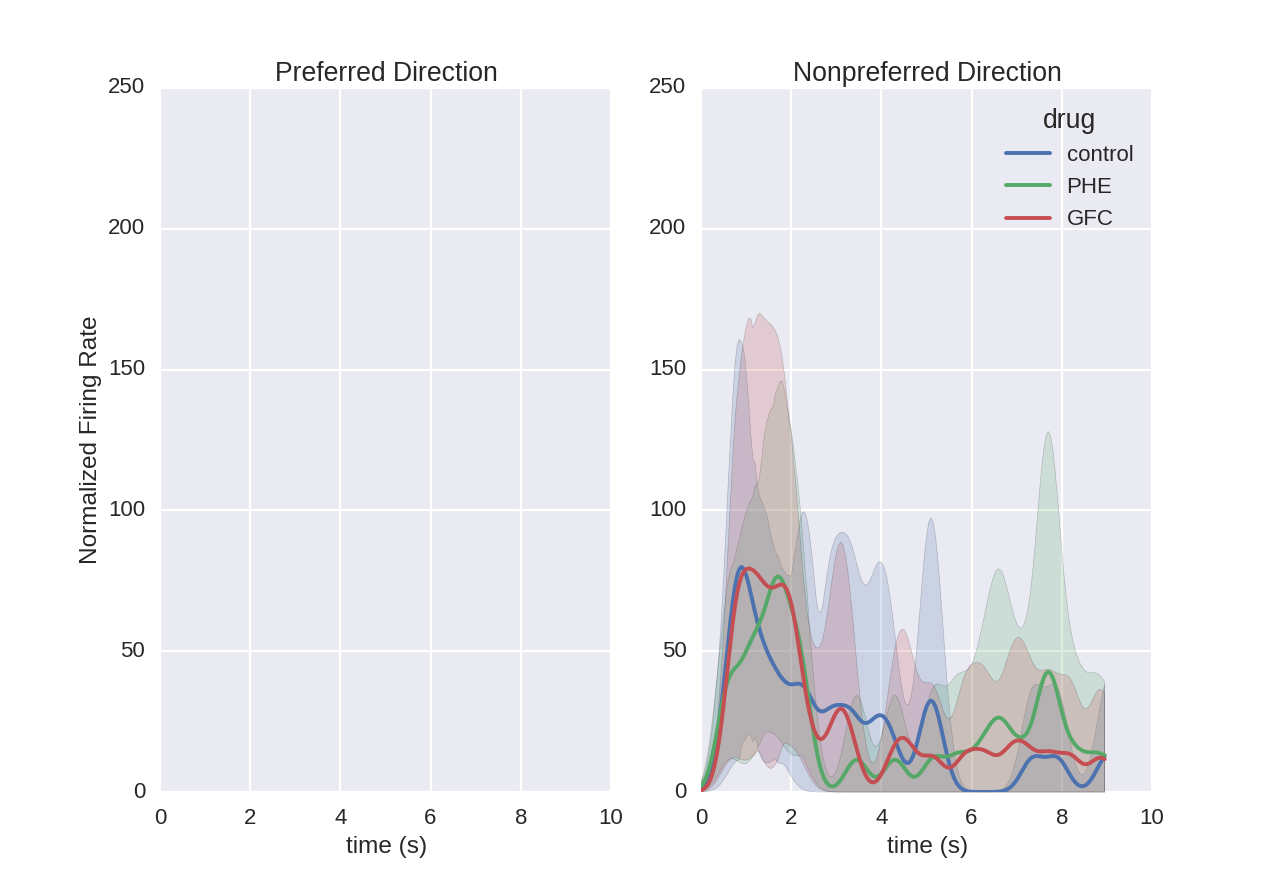 Preferred Direction
Normalized Firing Rate
250
200
150
100
50
0
0 2 4 6 8 10
time (s)
Nonpreferred Direction
250
200
150
100
50
0
0 2 4 6 8 10
time (s)
drug
control
PHE
GFC